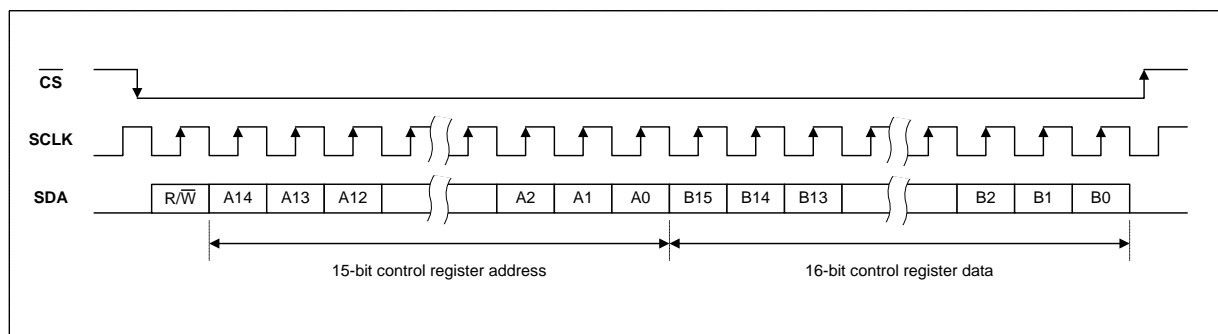 CS
SCLK
SDA R/W A14 A13 A12 A2 A1 A0 B15 B14 B13 B2 B1 B0
15-bit control register address 16-bit control register data